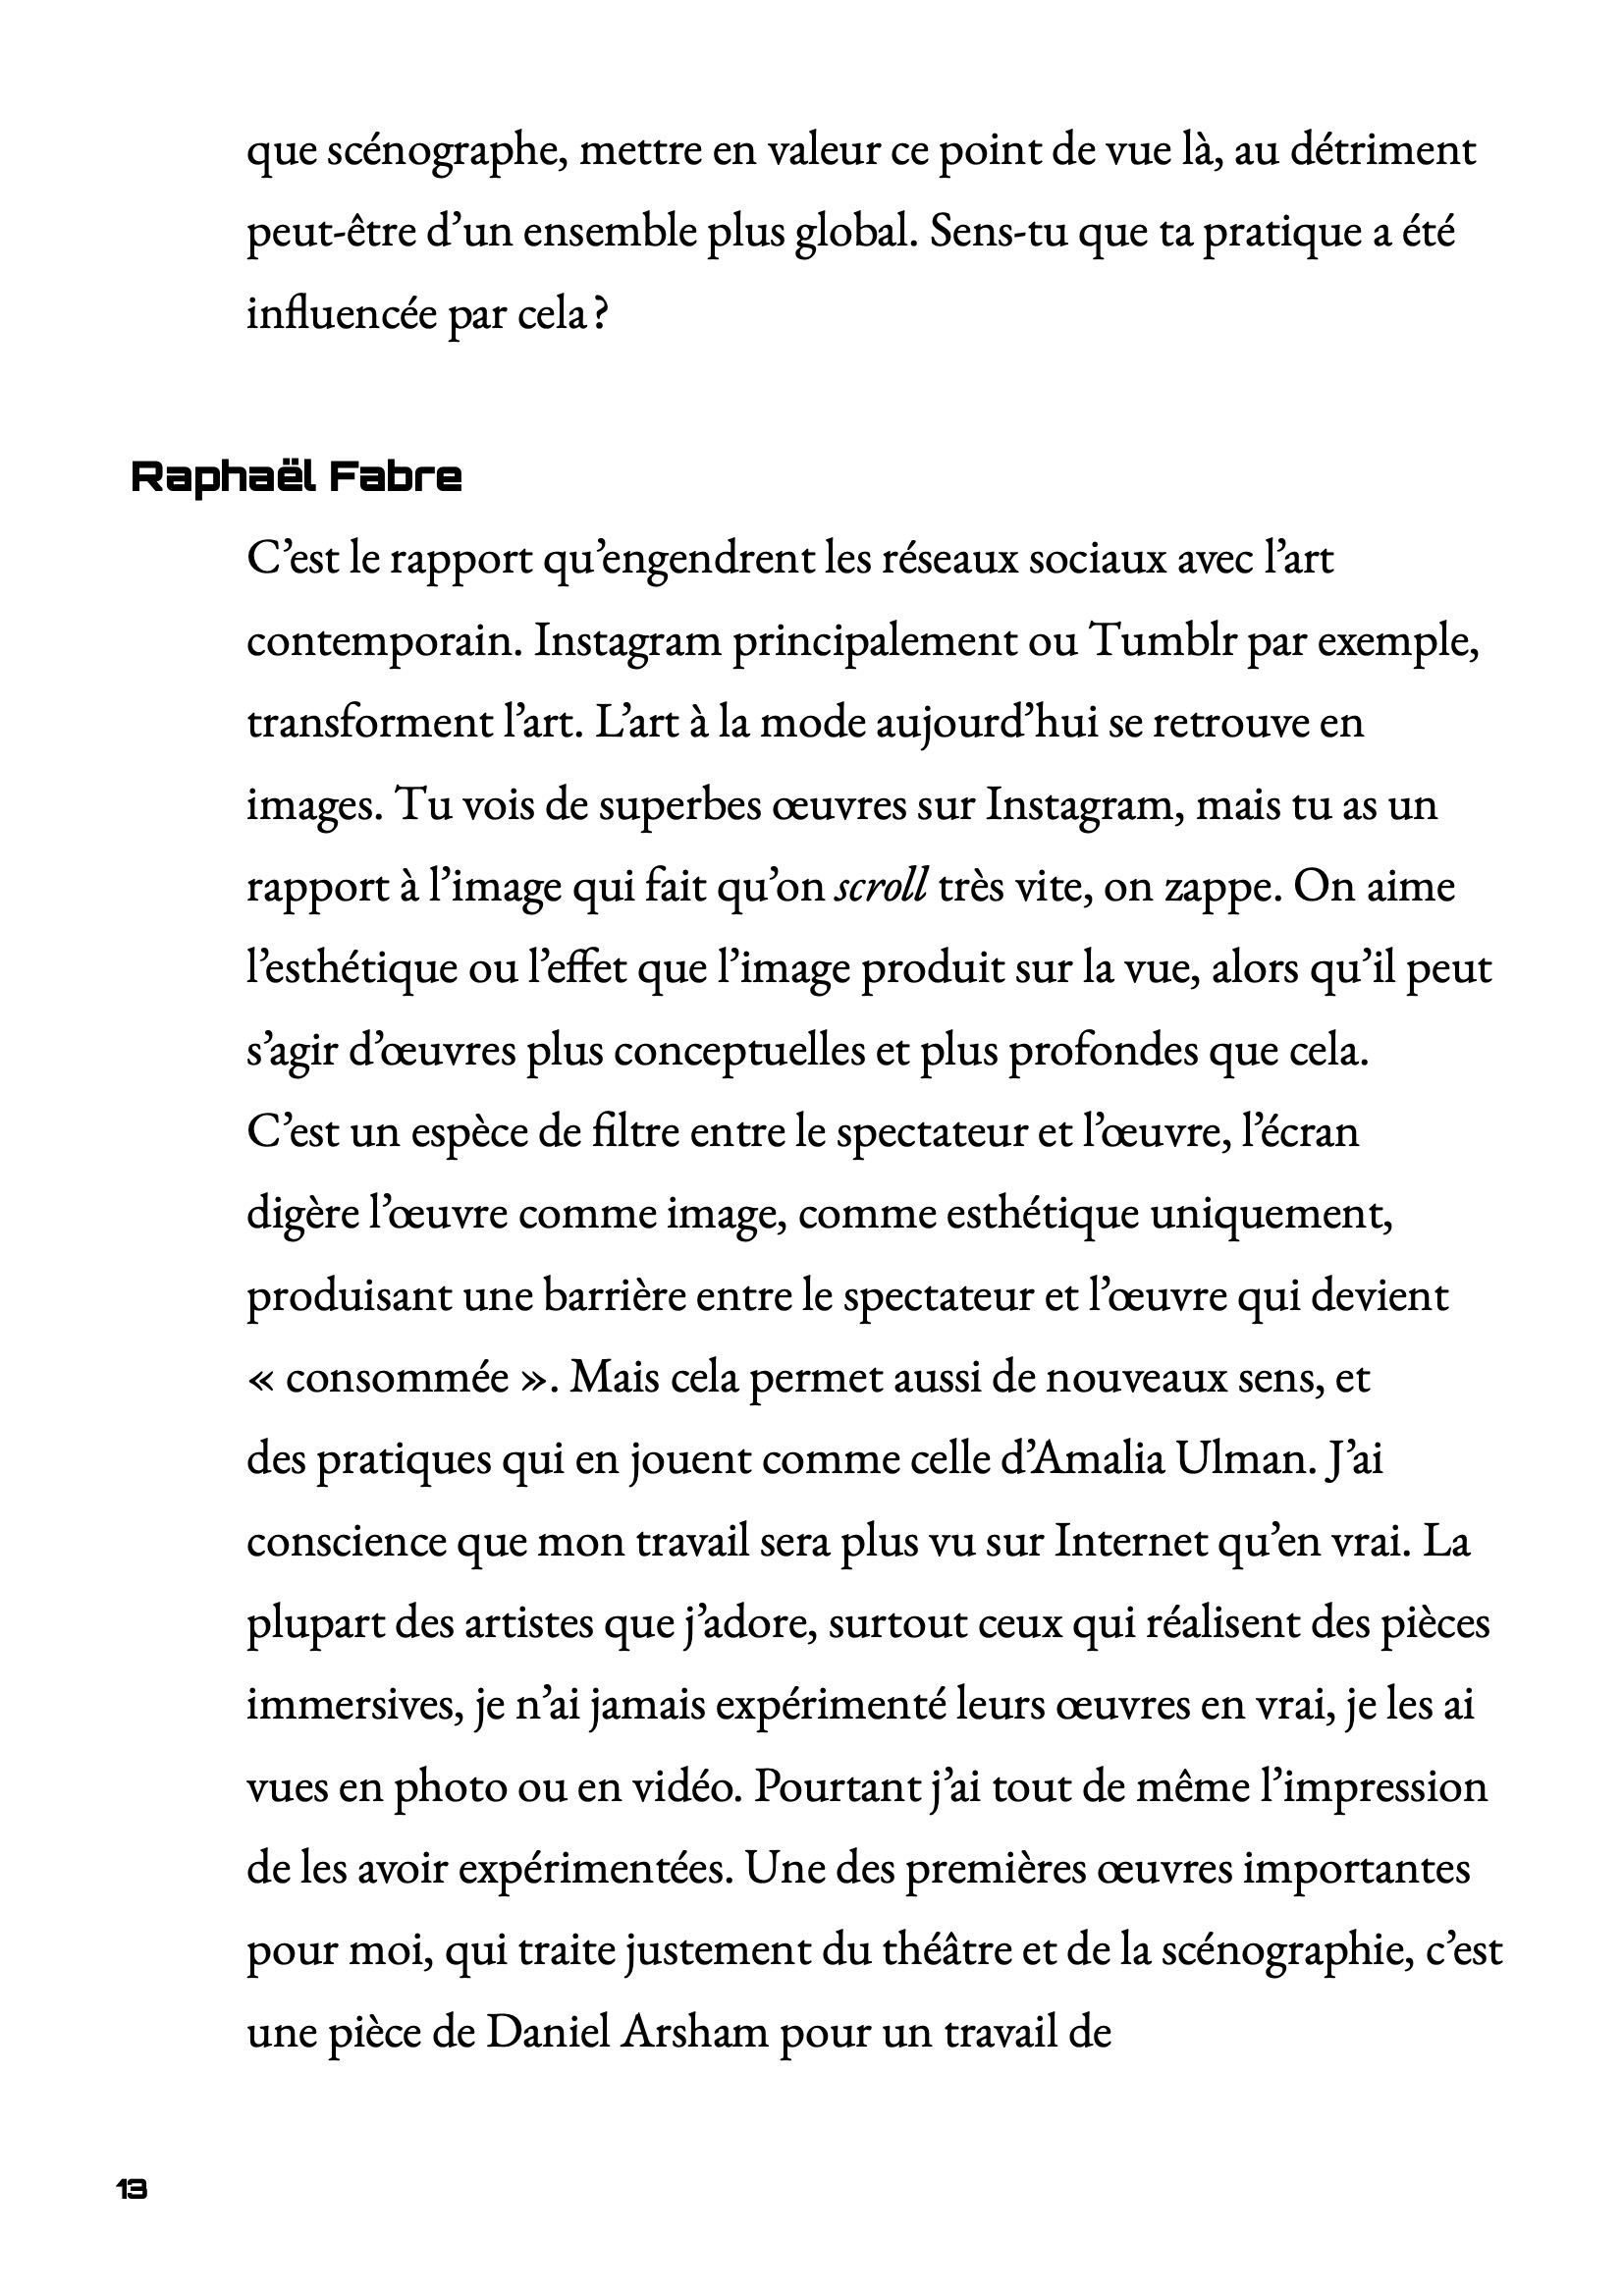 que scénographe, mettre en valeur ce point de vue là, au détriment
peut-être d’un ensemble plus global. Sens-tu que ta pratique a été
influencée par cela ?
Raphaël Fabre
C’est le rapport qu’engendrent les réseaux sociaux avec l’art
contemporain. Instagram principalement ou Tumblr par exemple,
transforment l’art. L’art à la mode aujourd’hui se retrouve en
images. Tu vois de superbes œuvres sur Instagram, mais tu as un
rapport à l’image qui fait qu’on scroll très vite, on zappe. On aime
l’esthétique ou l’effet que l’image produit sur la vue, alors qu’il peut
s’agir d’œuvres plus conceptuelles et plus profondes que cela.
C’est un espèce de filtre entre le spectateur et l’œuvre, l’écran
digère l’œuvre comme image, comme esthétique uniquement,
produisant une barrière entre le spectateur et l’œuvre qui devient
« consommée ». Mais cela permet aussi de nouveaux sens, et
des pratiques qui en jouent comme celle d’Amalia Ulman. J’ai
conscience que mon travail sera plus vu sur Internet qu’en vrai. La
plupart des artistes que j’adore, surtout ceux qui réalisent des pièces
immersives, je n’ai jamais expérimenté leurs œuvres en vrai, je les ai
vues en photo ou en vidéo. Pourtant j’ai tout de même l’impression
de les avoir expérimentées. Une des premières œuvres importantes
pour moi, qui traite justement du théâtre et de la scénographie, c’est
une pièce de Daniel Arsham pour un travail de
13